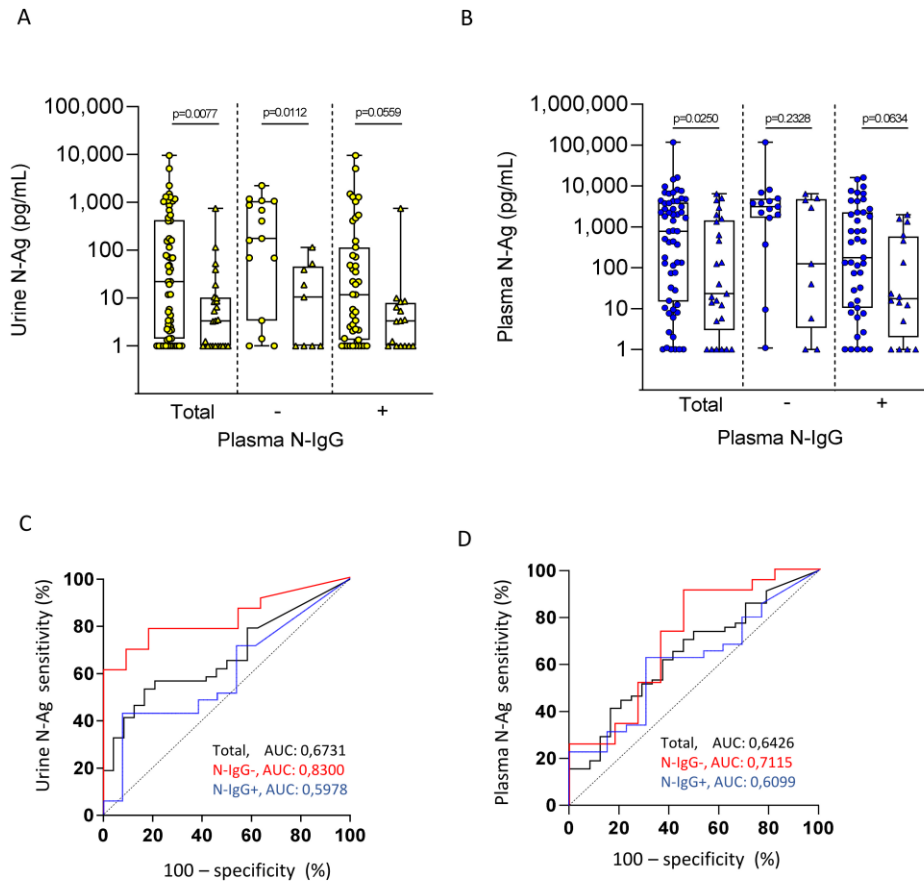 A
B
p=0.0077
p=0.0112
p=0.0559
100,000
10,000
1,000
100
10
1
Urine N-Ag (pg/mL)
Total
-
+
Plasma N-IgG
p=0.0250
p=0.2328
p=0.0634
1,000,000
100,000
10,000
1,000
100
10
1
Plasma N-Ag (pg/mL)
Total
-
+
Plasma N-IgG
C
D
100
80
60
40
20
0
Urine N-Ag sensitivity (%)
Total, AUC: 0,6731
N-IgG-, AUC: 0,8300
N-IgG+, AUC: 0,5978
0 20 40 60 80 100
100 – specificity (%)
100
80
60
40
20
0
Plasma N-Ag sensitivity (%)
Total, AUC: 0,6426
N-IgG-, AUC: 0,7115
N-IgG+, AUC: 0,6099
0 20 40 60 80 100
100 – specificity (%)